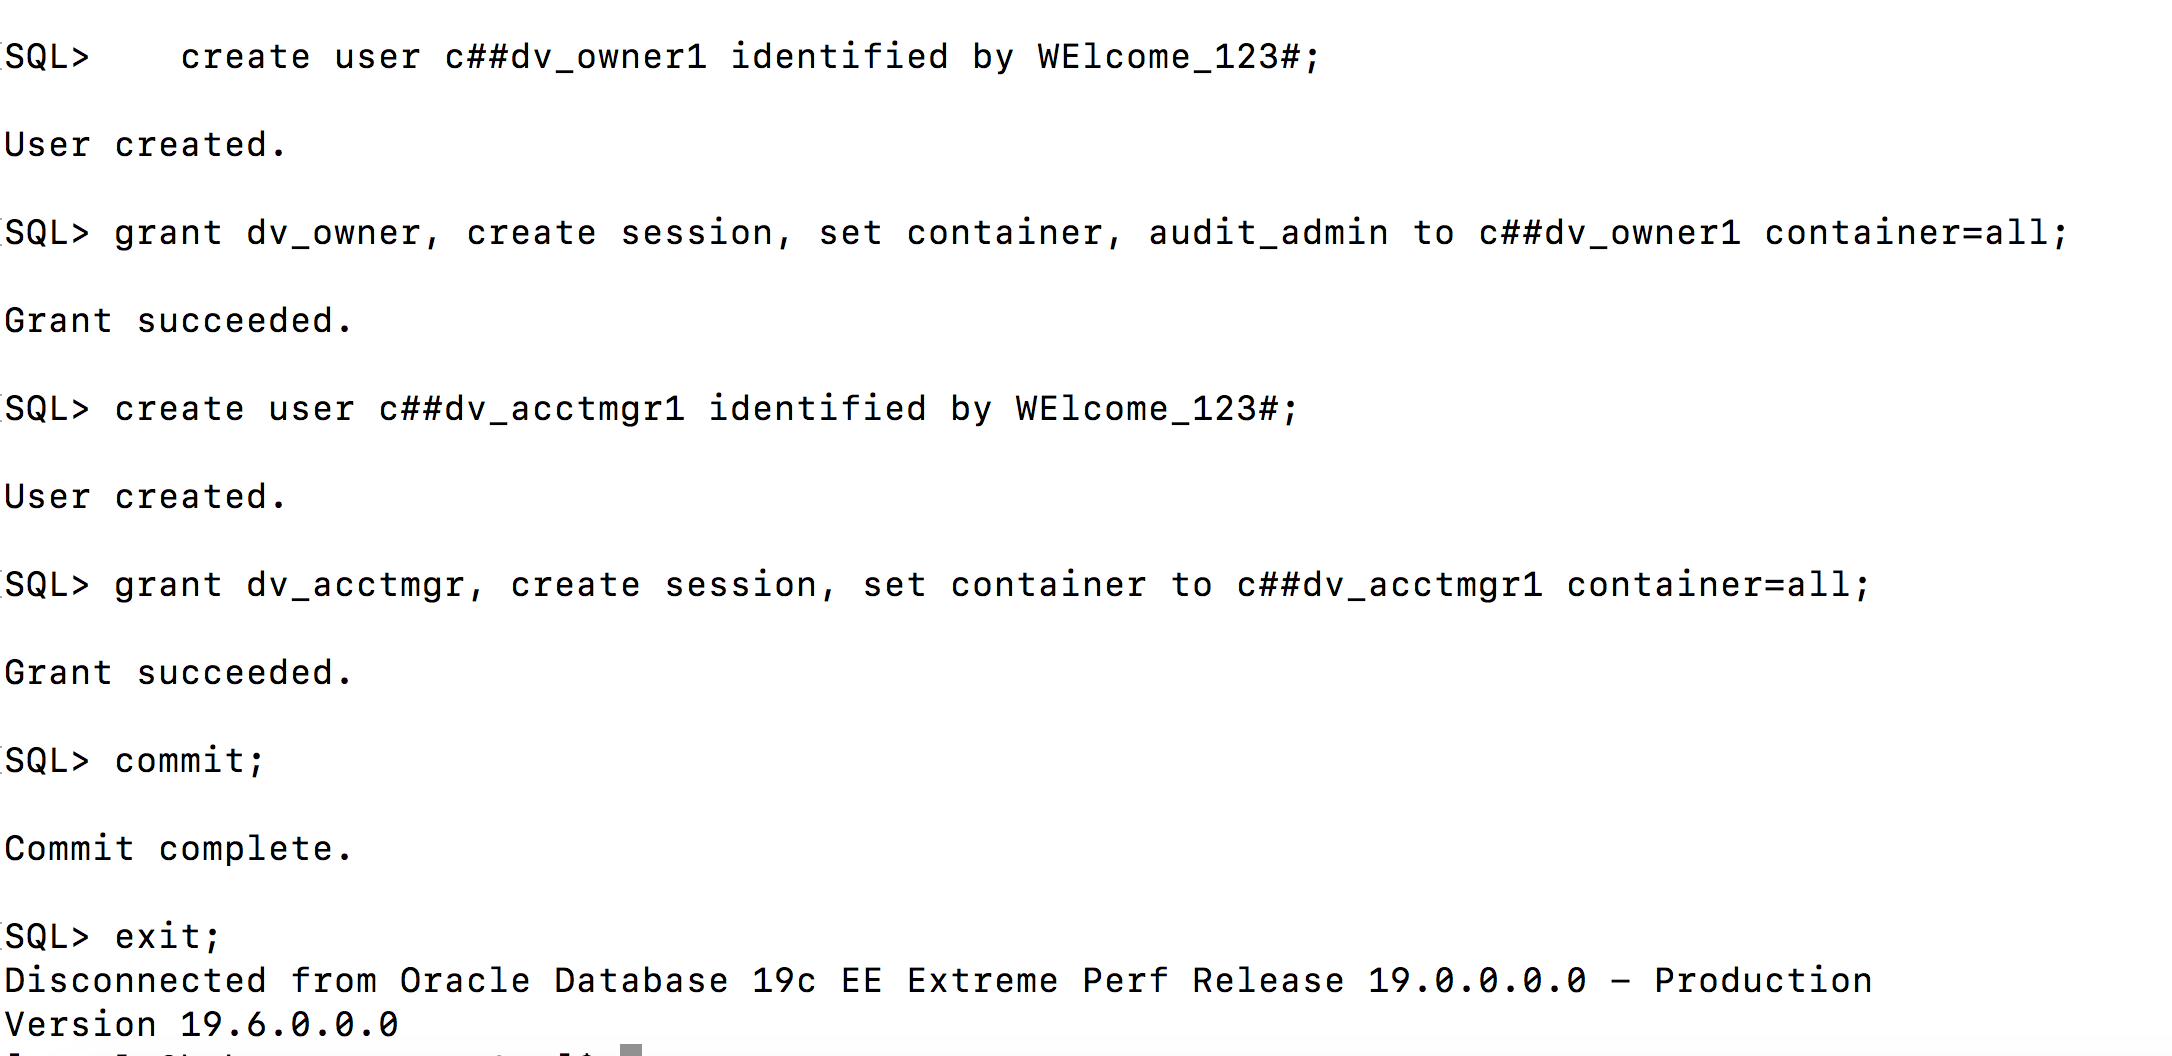 SQL>    create user c##dv_owner1 identified by WElcome_123#;
User created.
SQL> grant dv_owner, create session, set container, audit_admin to c##dv_owner1 container=all;
Grant succeeded.
SQL> create user c##dv_acctmgr1 identified by WElcome_123#;
User created.
SQL> grant dv_acctmgr, create session, set container to c##dv_acctmgr1 container=all;
Grant succeeded.
SQL> commit;
Commit complete.
SQL> exit;
Disconnected from Oracle Database 19c EE Extreme Perf Release 19.0.0.0.0 – Production
Version 19.6.0.0.0